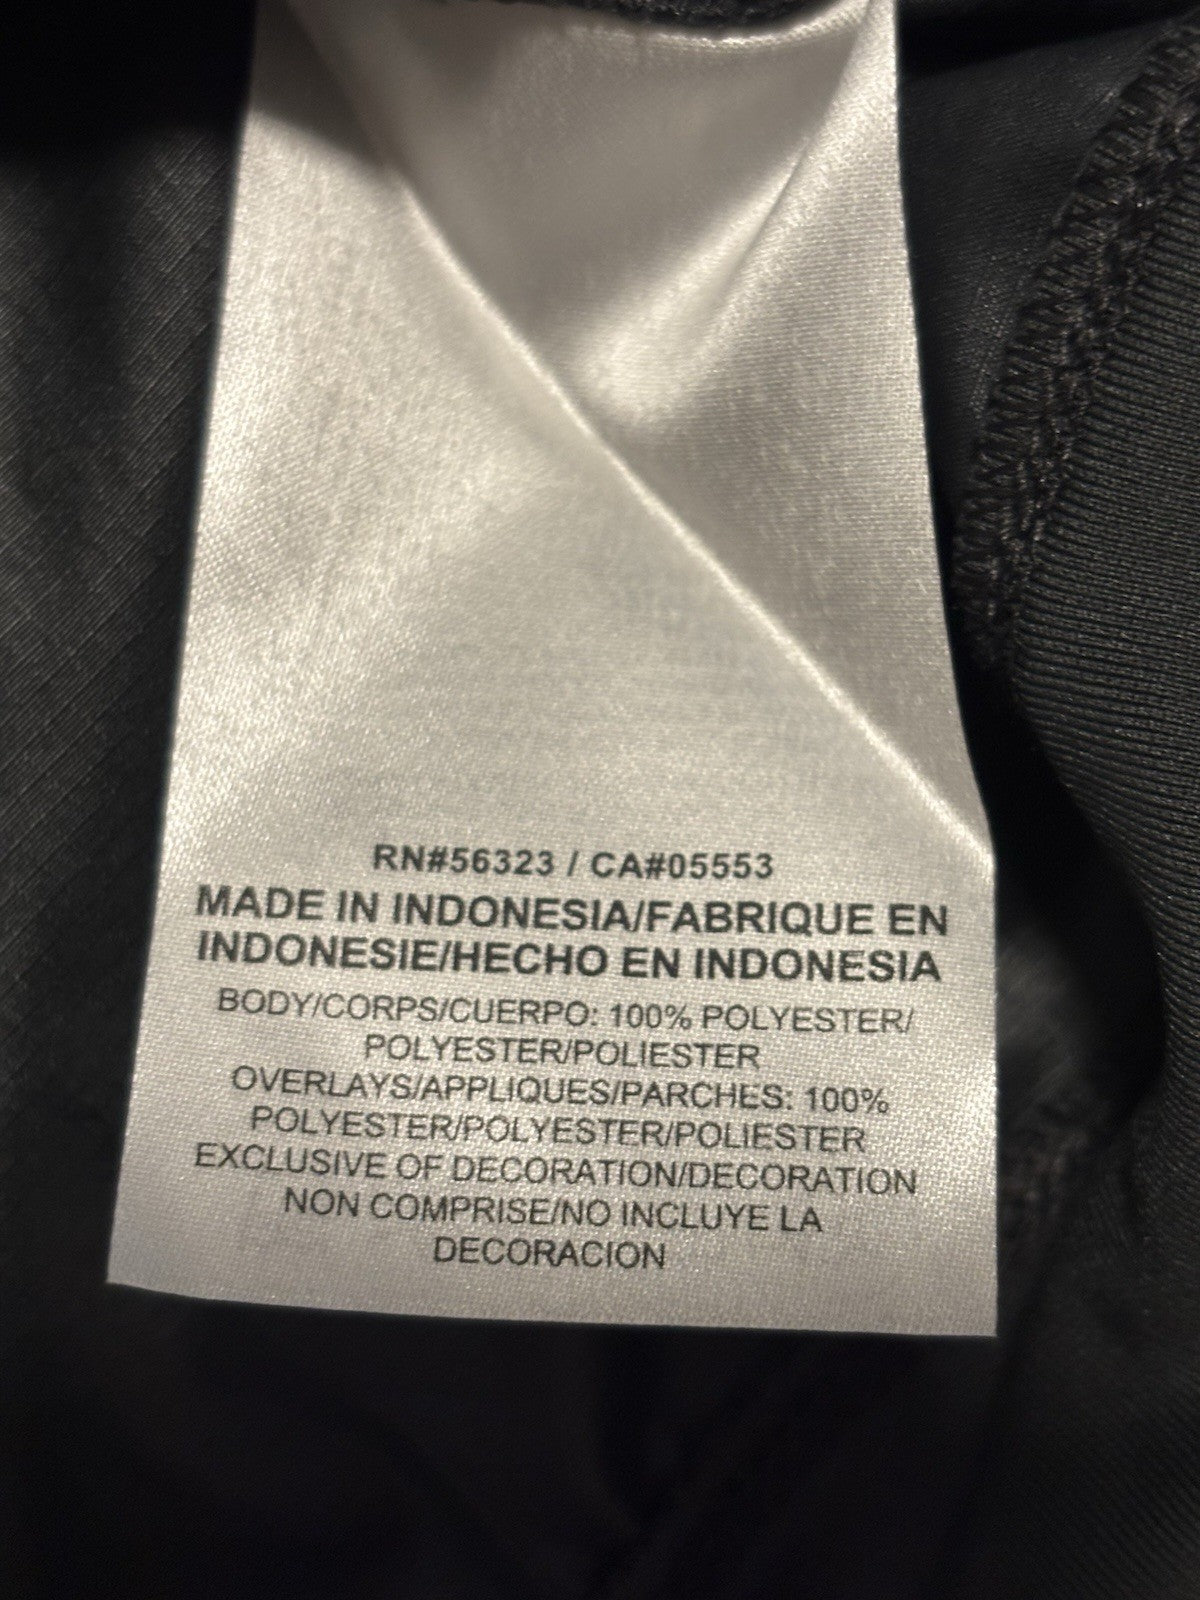 RN#56323 / CA#05553
MADE IN INDONESIA/FABRIQUE EN
INDONESIE/HECHO EN INDONESIA
BODY/CORPS/CUERPO: 100% POLYESTER/
POLYESTER/POLIESTER
OVERLAYS/APPLIQUES/PARCHES: 100%
POLYESTER/POLYESTER/POLIESTER
EXCLUSIVE OF DECORATION/DECORATION
NON COMPRISE/NO INCLUYE LA
DECORACION